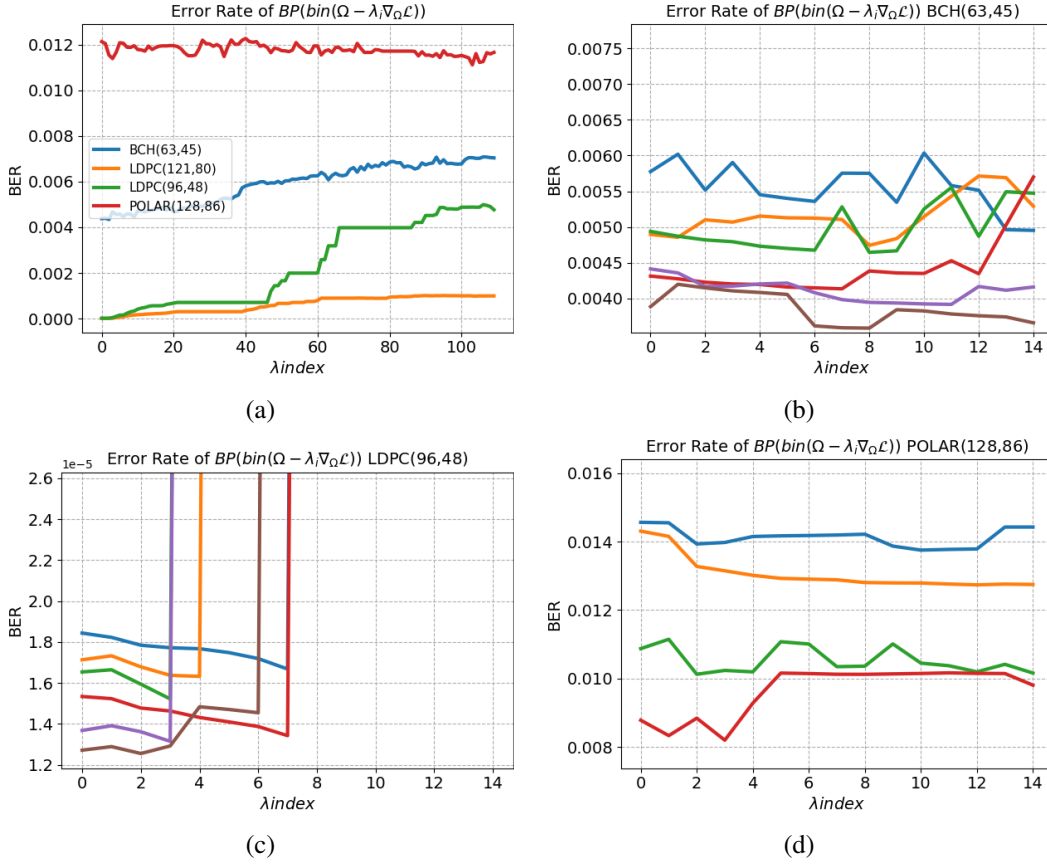 Error Rate of BP(bin(Ω − λᵢ∇_Ωℒ))
0.012
0.010
0.008
0.006
0.004
0.002
0.000
BER
BCH(63,45)
LDPC(121,80)
LDPC(96,48)
POLAR(128,86)
0 20 40 60 80 100
λindex
(a)
Error Rate of BP(bin(Ω − λᵢ∇_Ωℒ)) BCH(63,45)
0.0075
0.0070
0.0065
0.0060
0.0055
0.0050
0.0045
0.0040
BER
0 2 4 6 8 10 12 14
λindex
(b)
Error Rate of BP(bin(Ω − λᵢ∇_Ωℒ)) LDPC(96,48)
1e−5
2.6
2.4
2.2
2.0
1.8
1.6
1.4
1.2
BER
0 2 4 6 8 10 12 14
λindex
(c)
Error Rate of BP(bin(Ω − λᵢ∇_Ωℒ)) POLAR(128,86)
0.016
0.014
0.012
0.010
0.008
BER
0 2 4 6 8 10 12 14
λindex
(d)